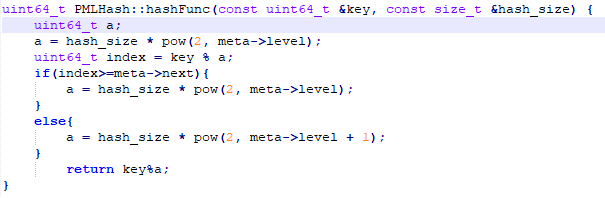 uint64_t PMLHash::hashFunc(const uint64_t &key, const size_t &hash_size) {
    uint64_t a;
    a = hash_size * pow(2, meta->level);
    uint64_t index = key % a;
    if(index>=meta->next){
        a = hash_size * pow(2, meta->level);
    }
    else{
        a = hash_size * pow(2, meta->level + 1);
    }
        return key%a;
}